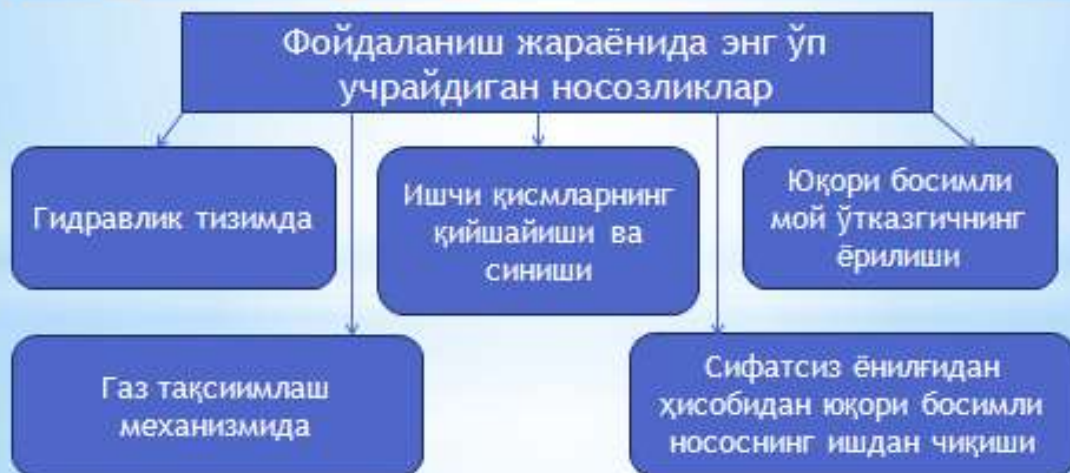 Фойдаланиш жараёнида энг ўп
учрайдиган носозликлар
Гидравлик тизимда
Ишчи қисмларнинг
қийшайиши ва
синиши
Юқори босимли
мой ўтказгичнинг
ёрилиши
Газ тақсиимлаш
механизмида
Сифатсиз ёнилғидан
ҳисобидан юқори босимли
нососнинг ишдан чиқиши